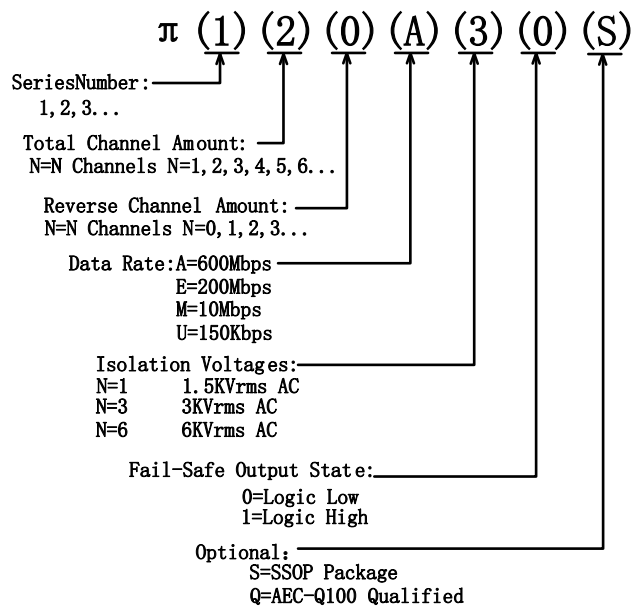 π(1)(2)(0)(A)(3)(0)(S)
SeriesNumber:
1,2,3...
Total Channel Amount:
N=N Channels N=1,2,3,4,5,6...
Reverse Channel Amount:
N=N Channels N=0,1,2,3...
Data Rate:A=600Mbps
E=200Mbps
M=10Mbps
U=150Kbps
Isolation Voltages:
N=1 1.5KVrms AC
N=3 3KVrms AC
N=6 6KVrms AC
Fail-Safe Output State:
0=Logic Low
1=Logic High
Optional:
S=SSOP Package
Q=AEC-Q100 Qualified